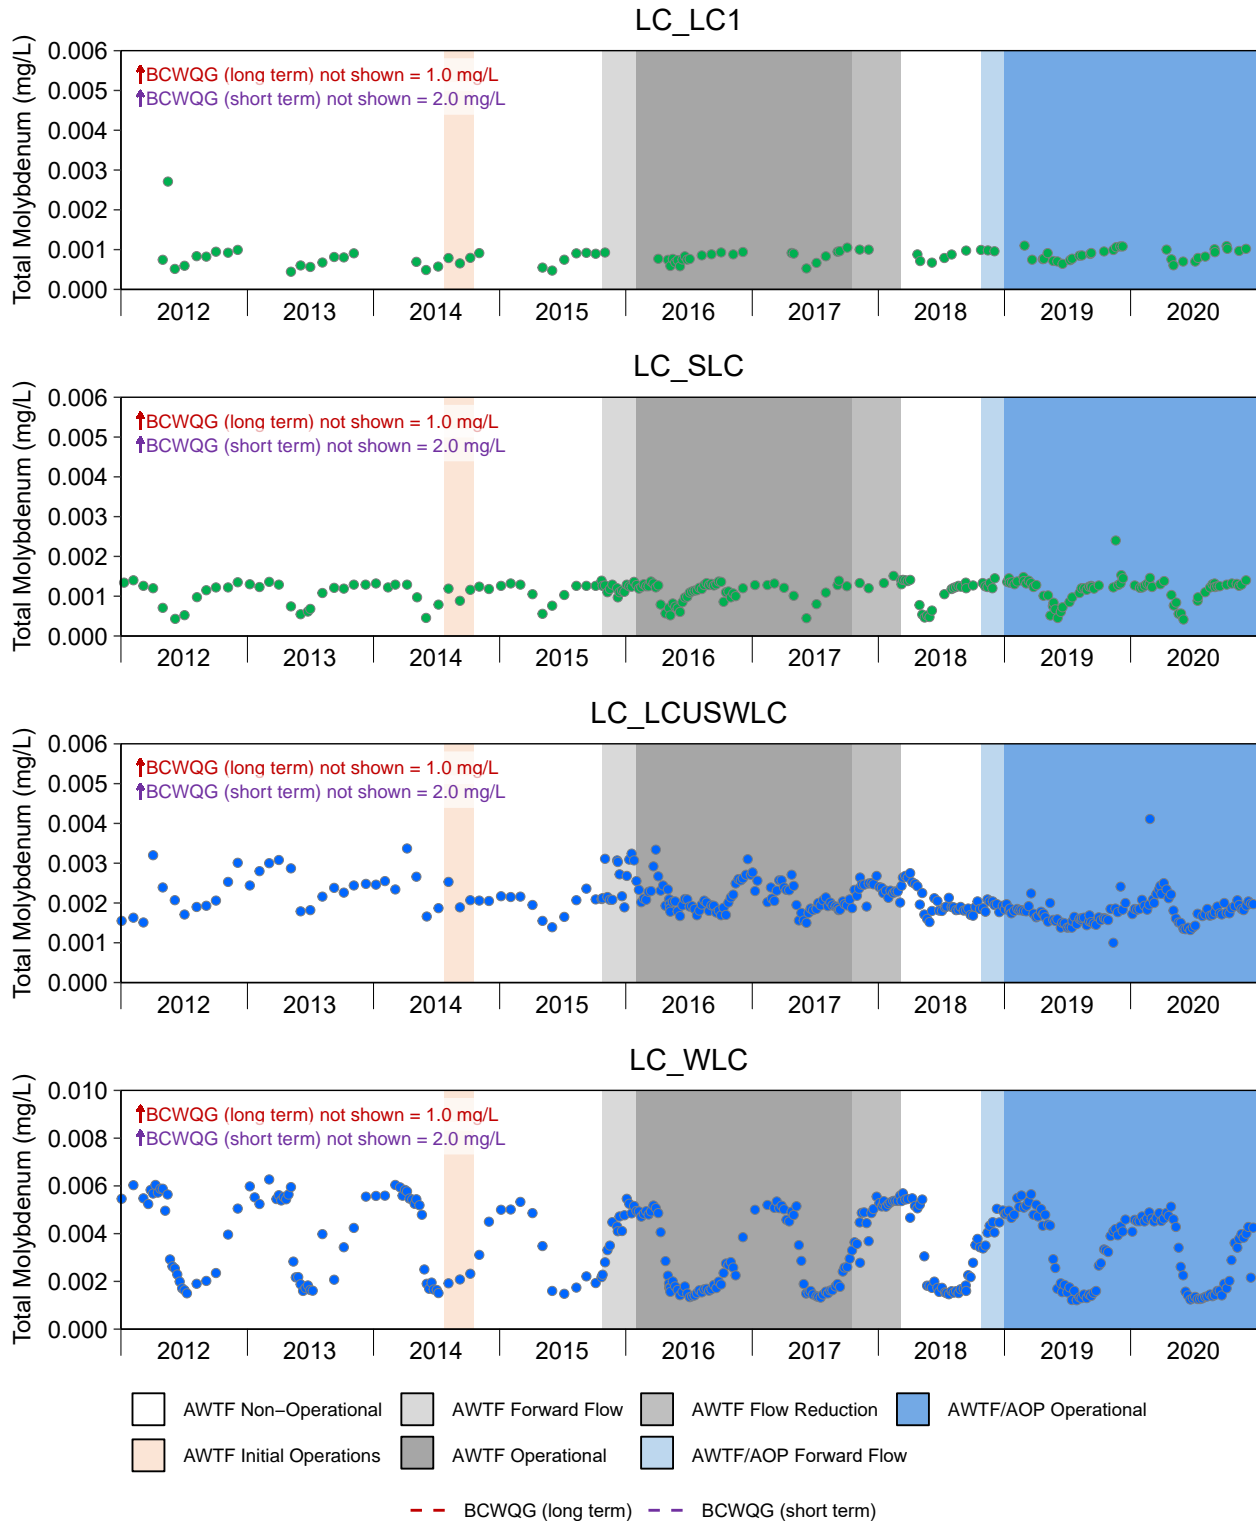 LC_LC1
Total Molybdenum (mg/L)
0.006
0.005
0.004
0.003
0.002
0.001
0.000
BCWQG (long term) not shown = 1.0 mg/L
BCWQG (short term) not shown = 2.0 mg/L
2012 2013 2014 2015 2016 2017 2018 2019 2020
LC_SLC
Total Molybdenum (mg/L)
0.006
0.005
0.004
0.003
0.002
0.001
0.000
BCWQG (long term) not shown = 1.0 mg/L
BCWQG (short term) not shown = 2.0 mg/L
2012 2013 2014 2015 2016 2017 2018 2019 2020
LC_LCUSWLC
Total Molybdenum (mg/L)
0.006
0.005
0.004
0.003
0.002
0.001
0.000
BCWQG (long term) not shown = 1.0 mg/L
BCWQG (short term) not shown = 2.0 mg/L
2012 2013 2014 2015 2016 2017 2018 2019 2020
LC_WLC
Total Molybdenum (mg/L)
0.010
0.008
0.006
0.004
0.002
0.000
BCWQG (long term) not shown = 1.0 mg/L
BCWQG (short term) not shown = 2.0 mg/L
2012 2013 2014 2015 2016 2017 2018 2019 2020
AWTF Non−Operational AWTF Forward Flow AWTF Flow Reduction AWTF/AOP Operational
AWTF Initial Operations AWTF Operational AWTF/AOP Forward Flow
BCWQG (long term) BCWQG (short term)